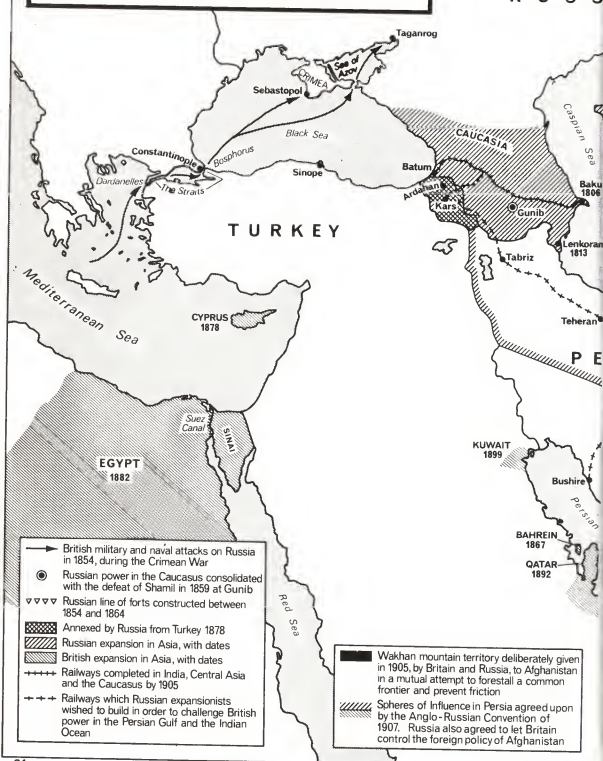 Taganrog
Sea of
Azov
CRIMEA
Sebastopol
Black Sea
CAUCASIA
Caspian Sea
Constantinople
Bosphorus
Sinope
Batum
Ardahan
Kars
Gunib
Baku
1806
Dardanelles
The Straits
TURKEY
Lenkoran
1813
Tabriz
Teheran
Mediterranean Sea
CYPRUS
1878
PE
Suez
Canal
SINAI
EGYPT
1882
KUWAIT
1899
Bushire
Persian
BAHREIN
1867
QATAR
1892
Red Sea
British military and naval attacks on Russia
in 1854, during the Crimean War
Russian power in the Caucasus consolidated
with the defeat of Shamil in 1859 at Gunib
Russian line of forts constructed between
1854 and 1864
Annexed by Russia from Turkey 1878
Russian expansion in Asia, with dates
British expansion in Asia, with dates
Railways completed in India, Central Asia
and the Caucasus by 1905
Railways which Russian expansionists
wished to build in order to challenge British
power in the Persian Gulf and the Indian
Ocean
Wakhan mountain territory deliberately given
in 1905, by Britain and Russia, to Afghanistan
in a mutual attempt to forestall a common
frontier and prevent friction
Spheres of Influence in Persia agreed upon
by the Anglo-Russian Convention of
1907. Russia also agreed to let Britain
control the foreign policy of Afghanistan